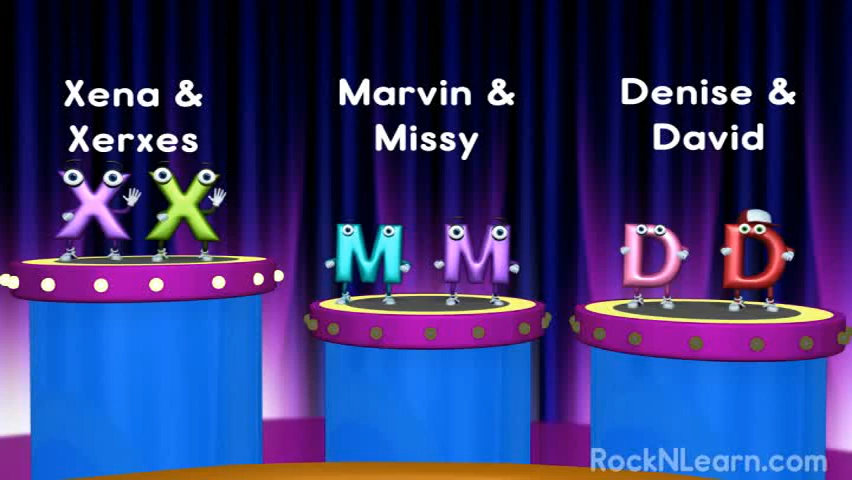 Xena &
Xerxes
Marvin &
Missy
Denise &
David
X X
M M
D D
RockNLearn.com